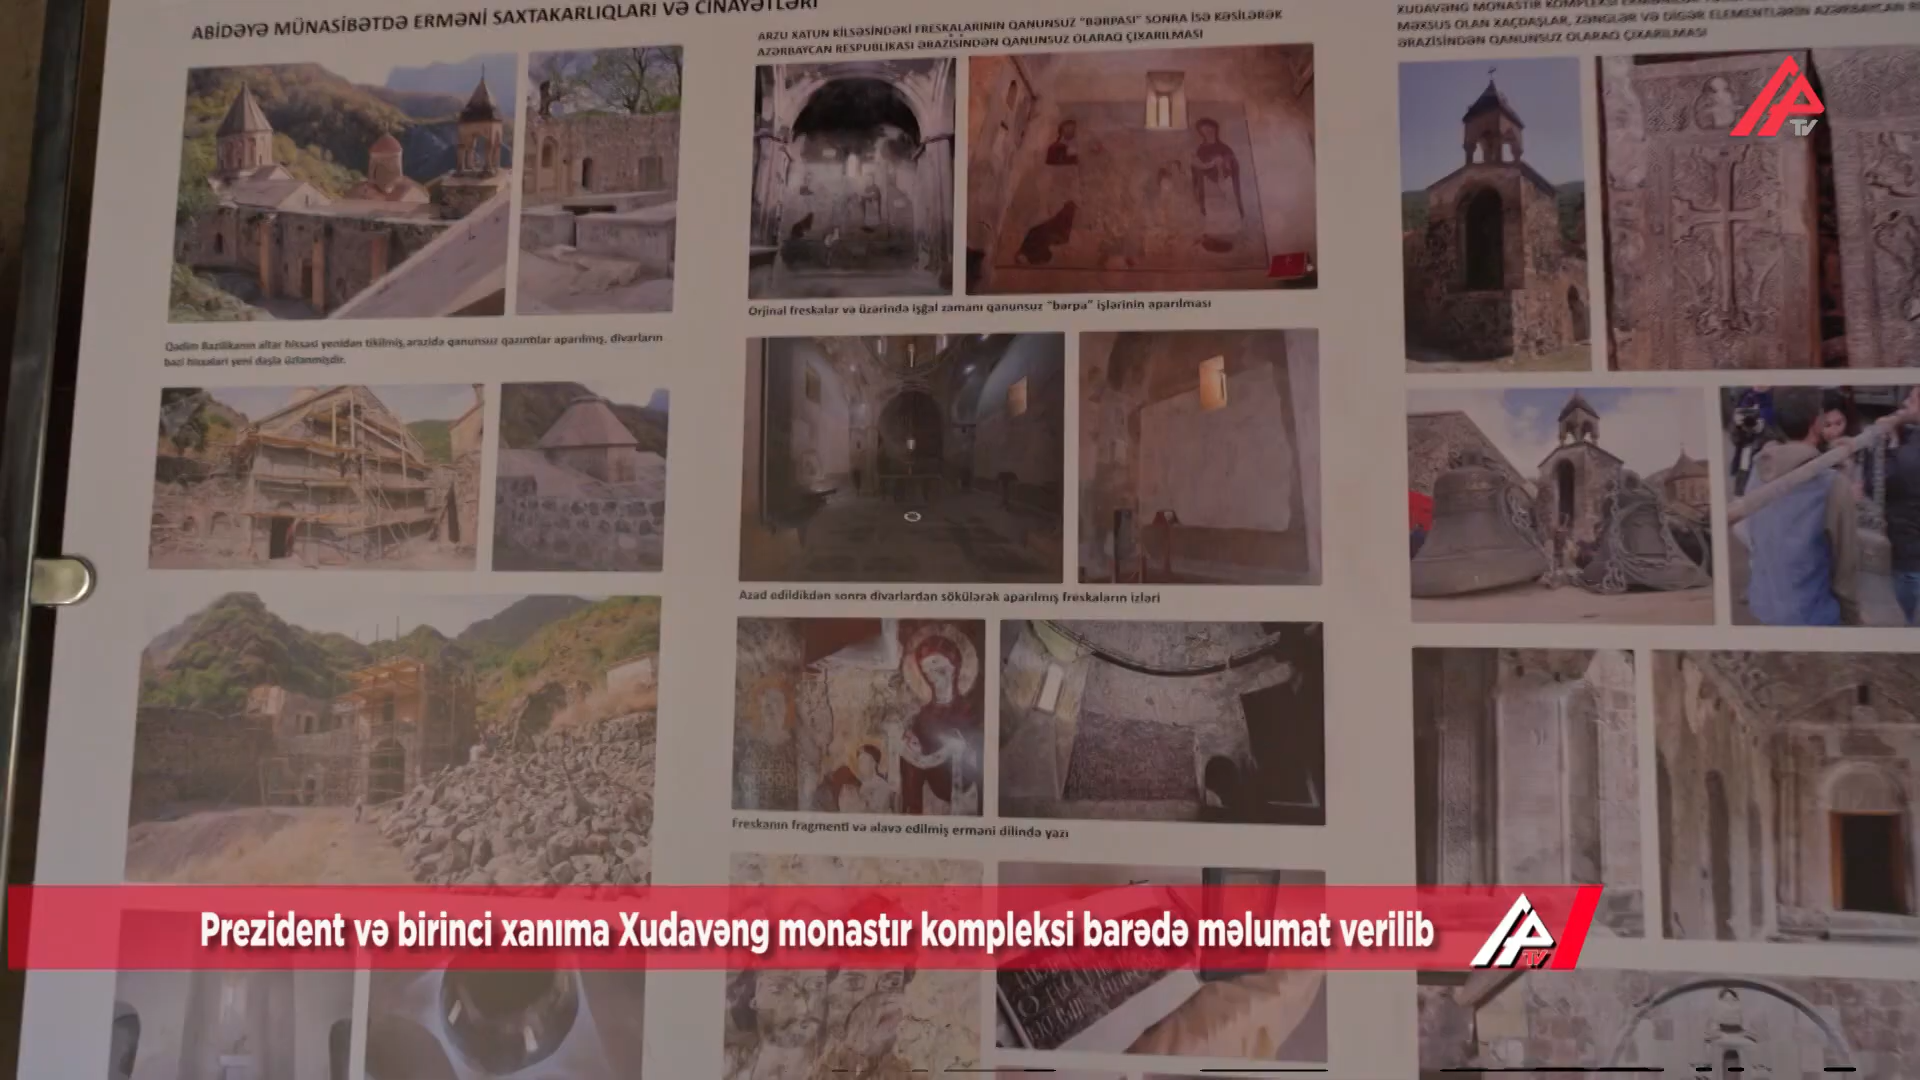 ABİDƏYƏ MÜNASİBƏTDƏ ERMƏNİ SAXTAKARLIQLARI VƏ CİNAYƏTLƏRİ
Qədim Bazilikanın altar hissəsi yenidən tikilmiş, ərazidə qanunsuz qazıntılar aparılmış, divarların
bəzi hissələri yeni daşla üzlənmişdir.
ARZU XATUN KİLSƏSİNDƏKİ FRESKALARININ QANUNSUZ "BƏRPASI" SONRA İSƏ KƏSİLƏRƏK
AZƏRBAYCAN RESPUBLİKASI ƏRAZİSİNDƏN QANUNSUZ OLARAQ ÇIXARILMASI
Orjinal freskalar və üzərində işğal zamanı qanunsuz "bərpa" işlərinin aparılması
Azad edildikdən sonra divarlardan sökülərək aparılmış freskaların izləri
Freskanın fragmenti və əlavə edilmiş erməni dilində yazı
XUDAVƏNG MONASTIR KOMPLEKSİ
MƏXSUS OLAN XAÇDAŞLAR, ZƏNGLƏR VƏ DİGƏR ELEMENTLƏRİN AZƏRBAYCAN
ƏRAZİSİNDƏN QANUNSUZ OLARAQ ÇIXARILMASI
AP TV
Prezident və birinci xanıma Xudavəng monastır kompleksi barədə məlumat verilib
AP TV